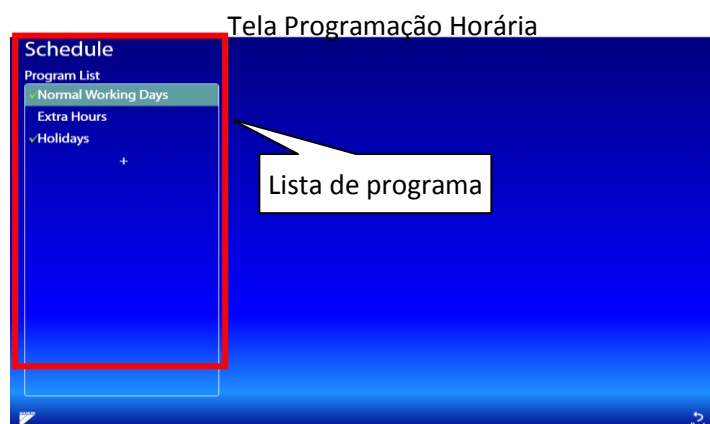 Tela Programação Horária
Schedule
Program List
✓Normal Working Days
Extra Hours
✓Holidays
+
Lista de programa